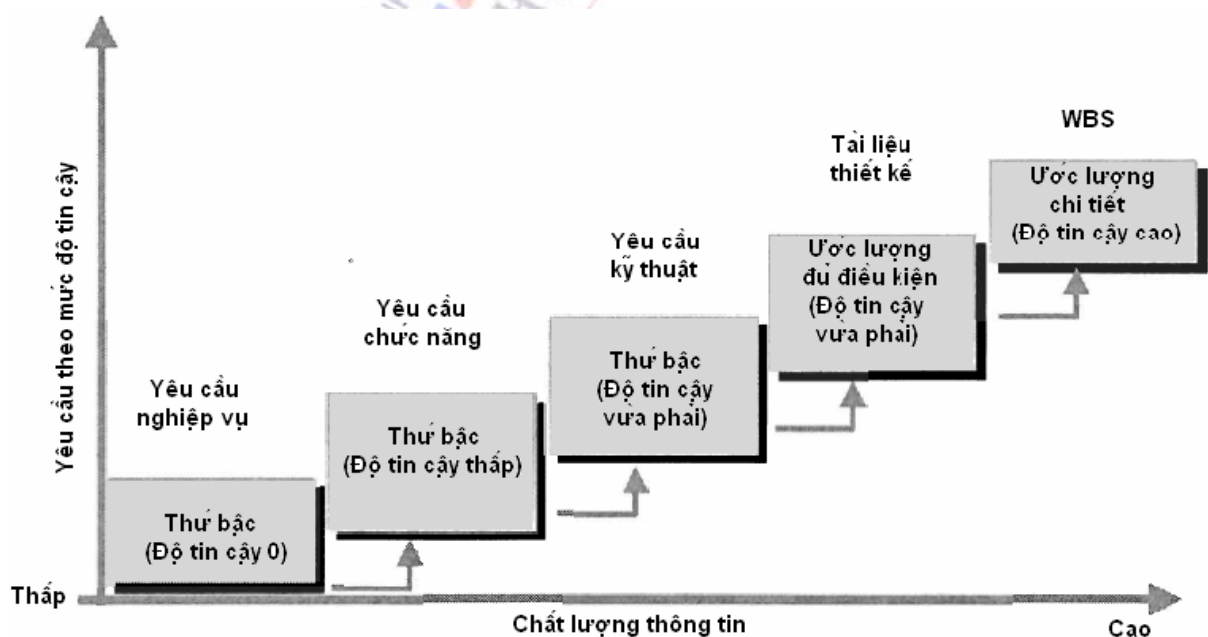 Yêu cầu theo mức độ tin cậy
WBS
Ước lượng
chi tiết
(Độ tin cậy cao)
Tài liệu
thiết kế
Ước lượng
đủ điều kiện
(Độ tin cậy
vừa phải)
Yêu cầu
kỹ thuật
Thứ bậc
(Độ tin cậy
vừa phải)
Yêu cầu
chức năng
Thứ bậc
(Độ tin cậy thấp)
Yêu cầu
nghiệp vụ
Thứ bậc
(Độ tin cậy 0)
Thấp
Chất lượng thông tin
Cao